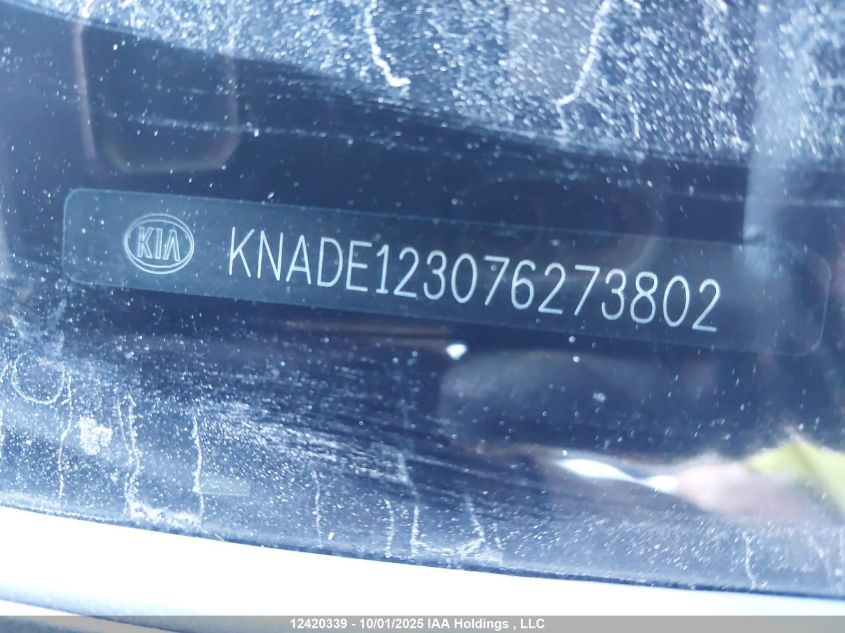 KIA KNADE123076273802
12420339 - 10/01/2025 IAA Holdings , LLC